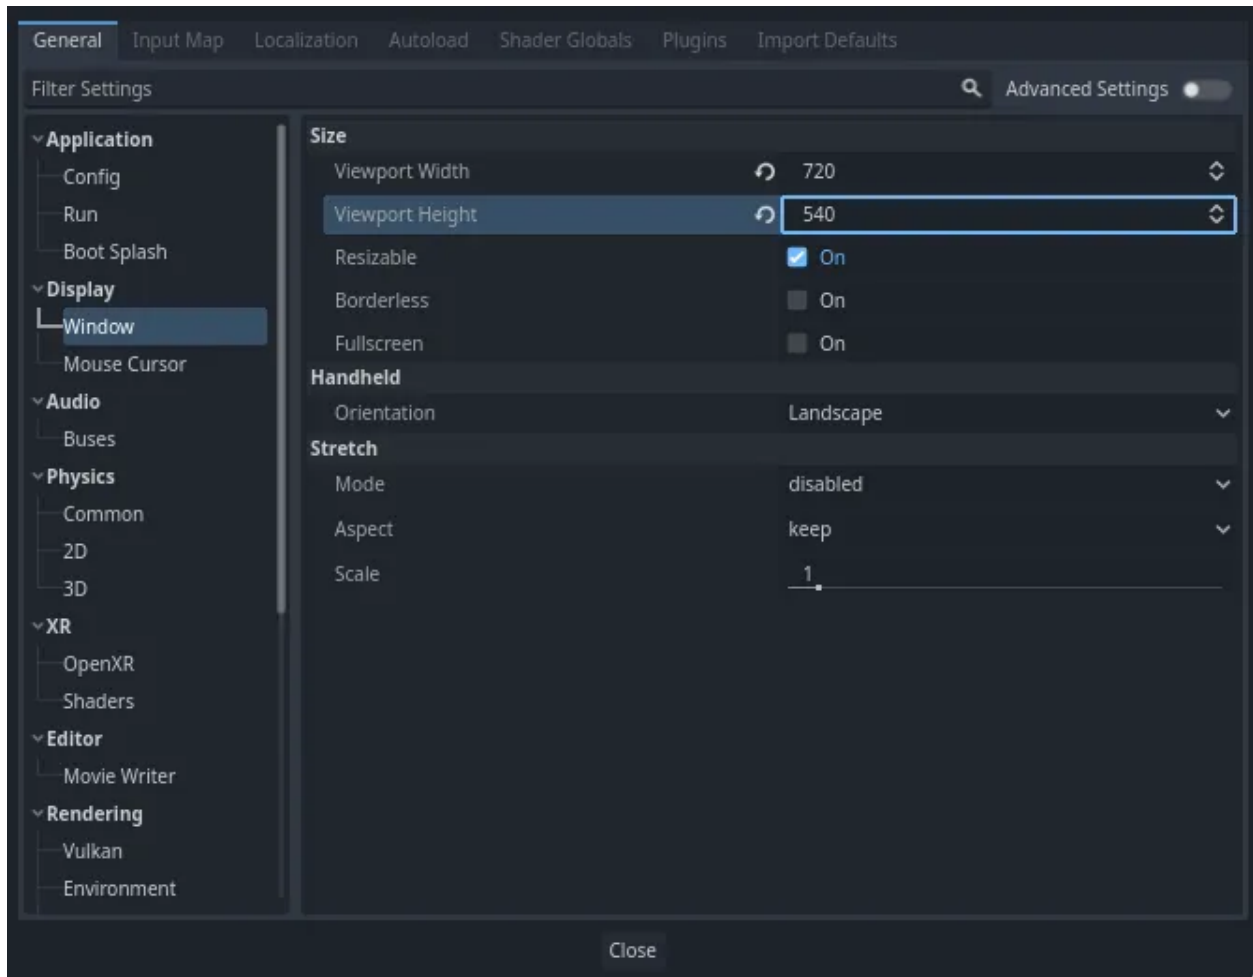 General Input Map Localization Autoload Shader Globals Plugins Import Defaults
Filter Settings Advanced Settings
Application
Config
Run
Boot Splash
Display
Window
Mouse Cursor
Audio
Buses
Physics
Common
2D
3D
XR
OpenXR
Shaders
Editor
Movie Writer
Rendering
Vulkan
Environment
Size
Viewport Width 720
Viewport Height 540
Resizable On
Borderless On
Fullscreen On
Handheld
Orientation Landscape
Stretch
Mode disabled
Aspect keep
Scale 1
Close